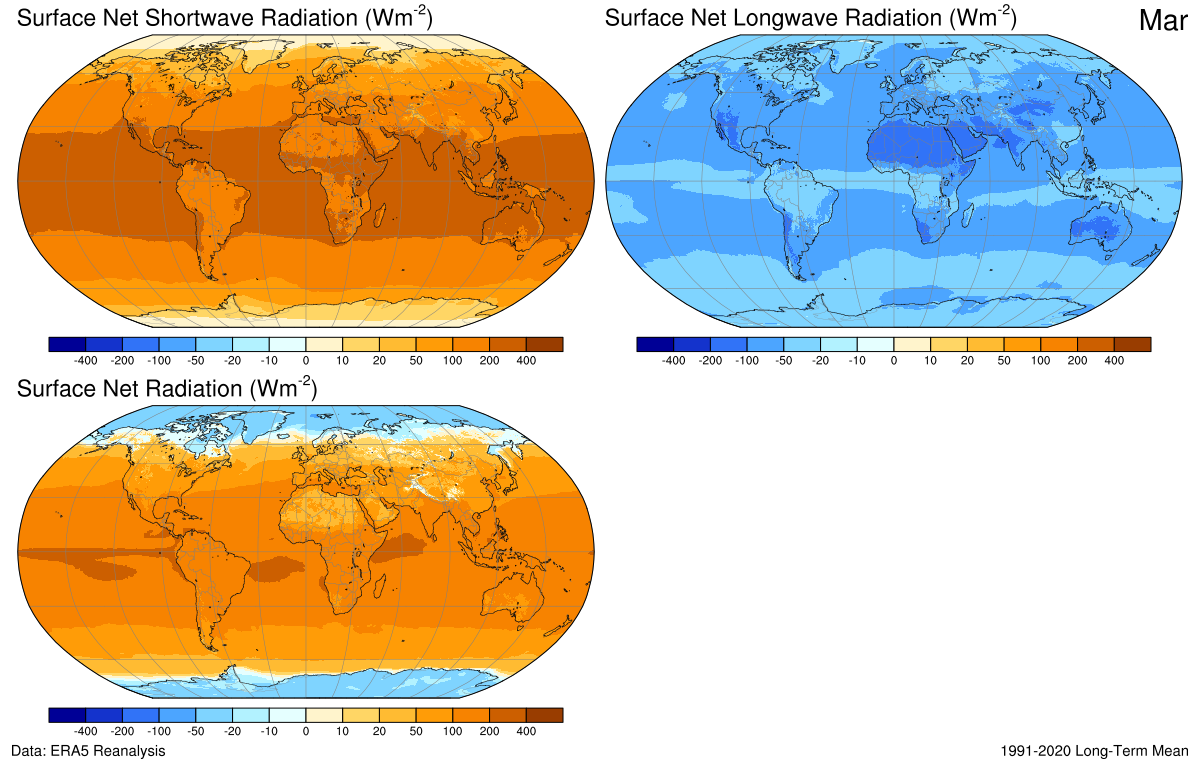 Surface Net Shortwave Radiation (Wm-2)
Surface Net Longwave Radiation (Wm-2)
Mar
-400 -200 -100 -50 -20 -10 0 10 20 50 100 200 400
-400 -200 -100 -50 -20 -10 0 10 20 50 100 200 400
Surface Net Radiation (Wm-2)
-400 -200 -100 -50 -20 -10 0 10 20 50 100 200 400
Data: ERA5 Reanalysis
1991-2020 Long-Term Mean